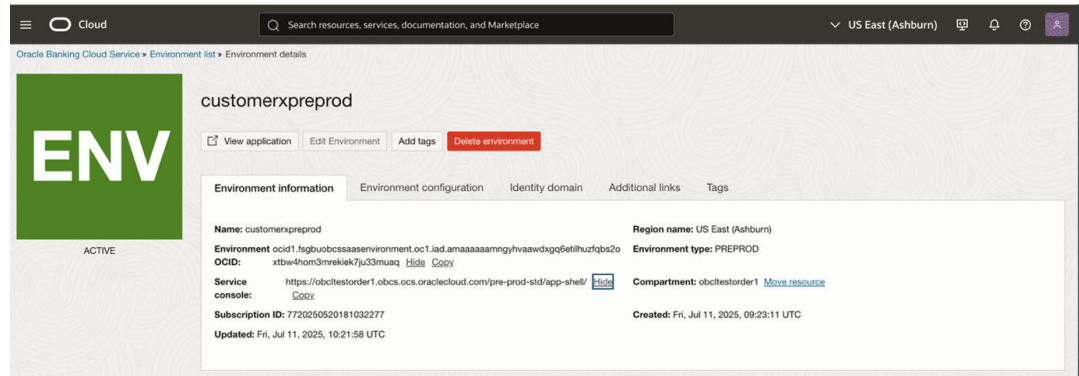 Cloud
Search resources, services, documentation, and Marketplace
US East (Ashburn)
Oracle Banking Cloud Service » Environment list » Environment details
ENV
ACTIVE
customerxpreprod
View application
Edit Environment
Add tags
Delete environment
Environment information
Environment configuration
Identity domain
Additional links
Tags
Name: customerxpreprod
Environment ocid1.fsgbuobcssaasenvironment.oc1.iad.amaaaaaamngyhvaawdxgq6etilhuzfqbs2o
OCID: xtbw4hom3mrekiek7ju33muaq Hide Copy
Service https://obcltestorder1.obcs.ocs.oraclecloud.com/pre-prod-std/app-shell/ Hide
console: Copy
Subscription ID: 7720250520181032277
Updated: Fri, Jul 11, 2025, 10:21:58 UTC
Region name: US East (Ashburn)
Environment type: PREPROD
Compartment: obcltestorder1 Move resource
Created: Fri, Jul 11, 2025, 09:23:11 UTC